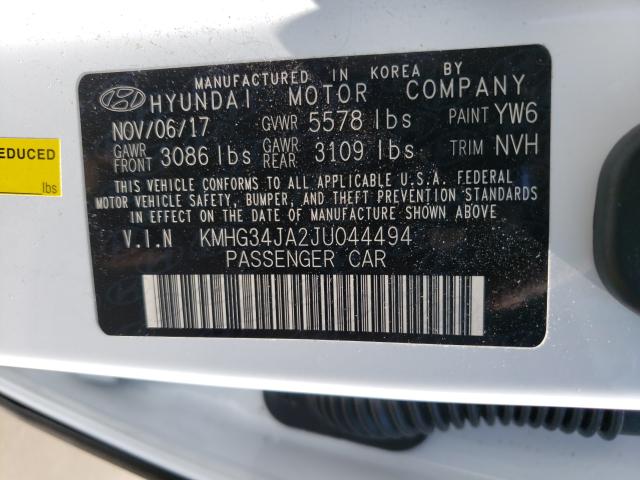 MANUFACTURED IN KOREA BY
HYUNDAI MOTOR COMPANY
NOV/06/17 GVWR 5578 lbs PAINT YW6
GAWR FRONT 3086 lbs GAWR REAR 3109 lbs TRIM NVH
THIS VEHICLE CONFORMS TO ALL APPLICABLE U.S.A. FEDERAL
MOTOR VEHICLE SAFETY, BUMPER, AND THEFT PREVENTION STANDARDS
IN EFFECT ON THE DATE OF MANUFACTURE SHOWN ABOVE.
V.I.N KMHG34JA2JU044494
PASSENGER CAR
EDUCED
lbs